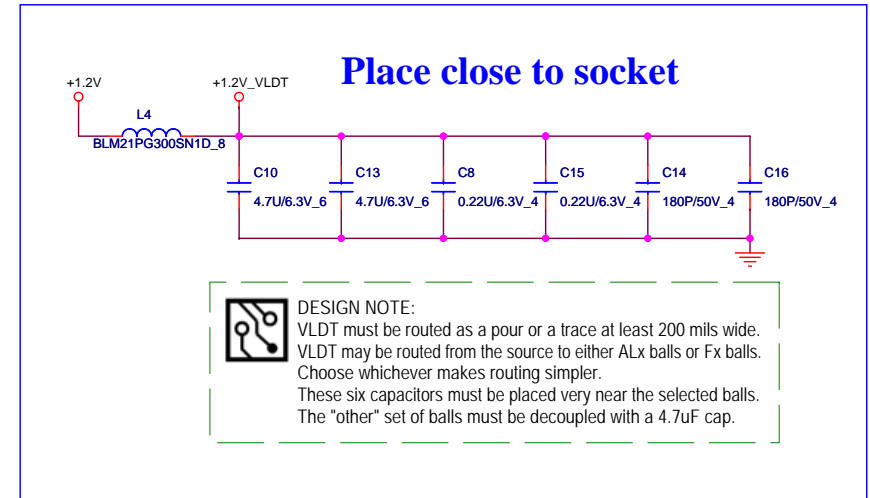 Place close to socket
+1.2V
+1.2V_VLDT
L4
BLM21PG300SN1D_8
C10
C13
C8
C15
C14
C16
4.7U/6.3V_6
4.7U/6.3V_6
0.22U/6.3V_4
0.22U/6.3V_4
180P/50V_4
180P/50V_4
DESIGN NOTE:
VLDT must be routed as a pour or a trace at least 200 mils wide.
VLDT may be routed from the source to either ALx balls or Fx balls.
Choose whichever makes routing simpler.
These six capacitors must be placed very near the selected balls.
The "other" set of balls must be decoupled with a 4.7uF cap.